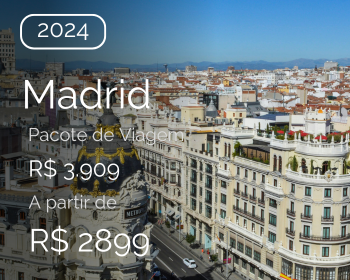 2024
Madrid
Pacote de Viagem
R$ 3.909
A partir de
R$ 2899